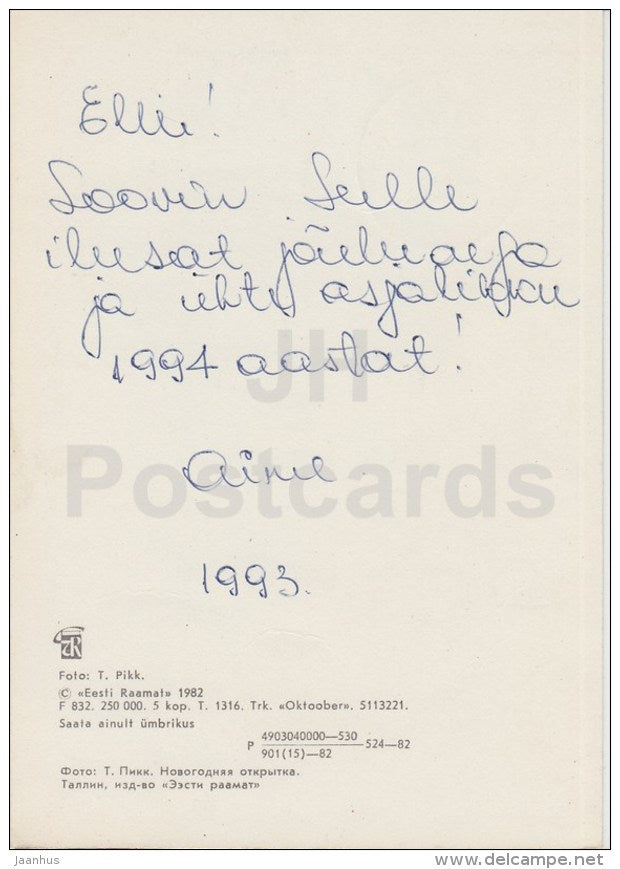 Elli!
Soovin Sulle
ilusat jõuluaega
ja ühte asjalikku
1994 aastat!
Aime
1993.
JH
Postcards
Foto: T. Pikk.
© «Eesti Raamat» 1982
F 832. 250 000. 5 kop. T. 1316. Trk. «Oktoober». 5113221.
Saata ainult ümbrikus
Р 4903040000—530
901(15)—82
524—82
Фото: Т. Пикк. Новогодняя открытка.
Таллин, изд-во «Ээсти раамат»
jaanhus
www.delcampe.net